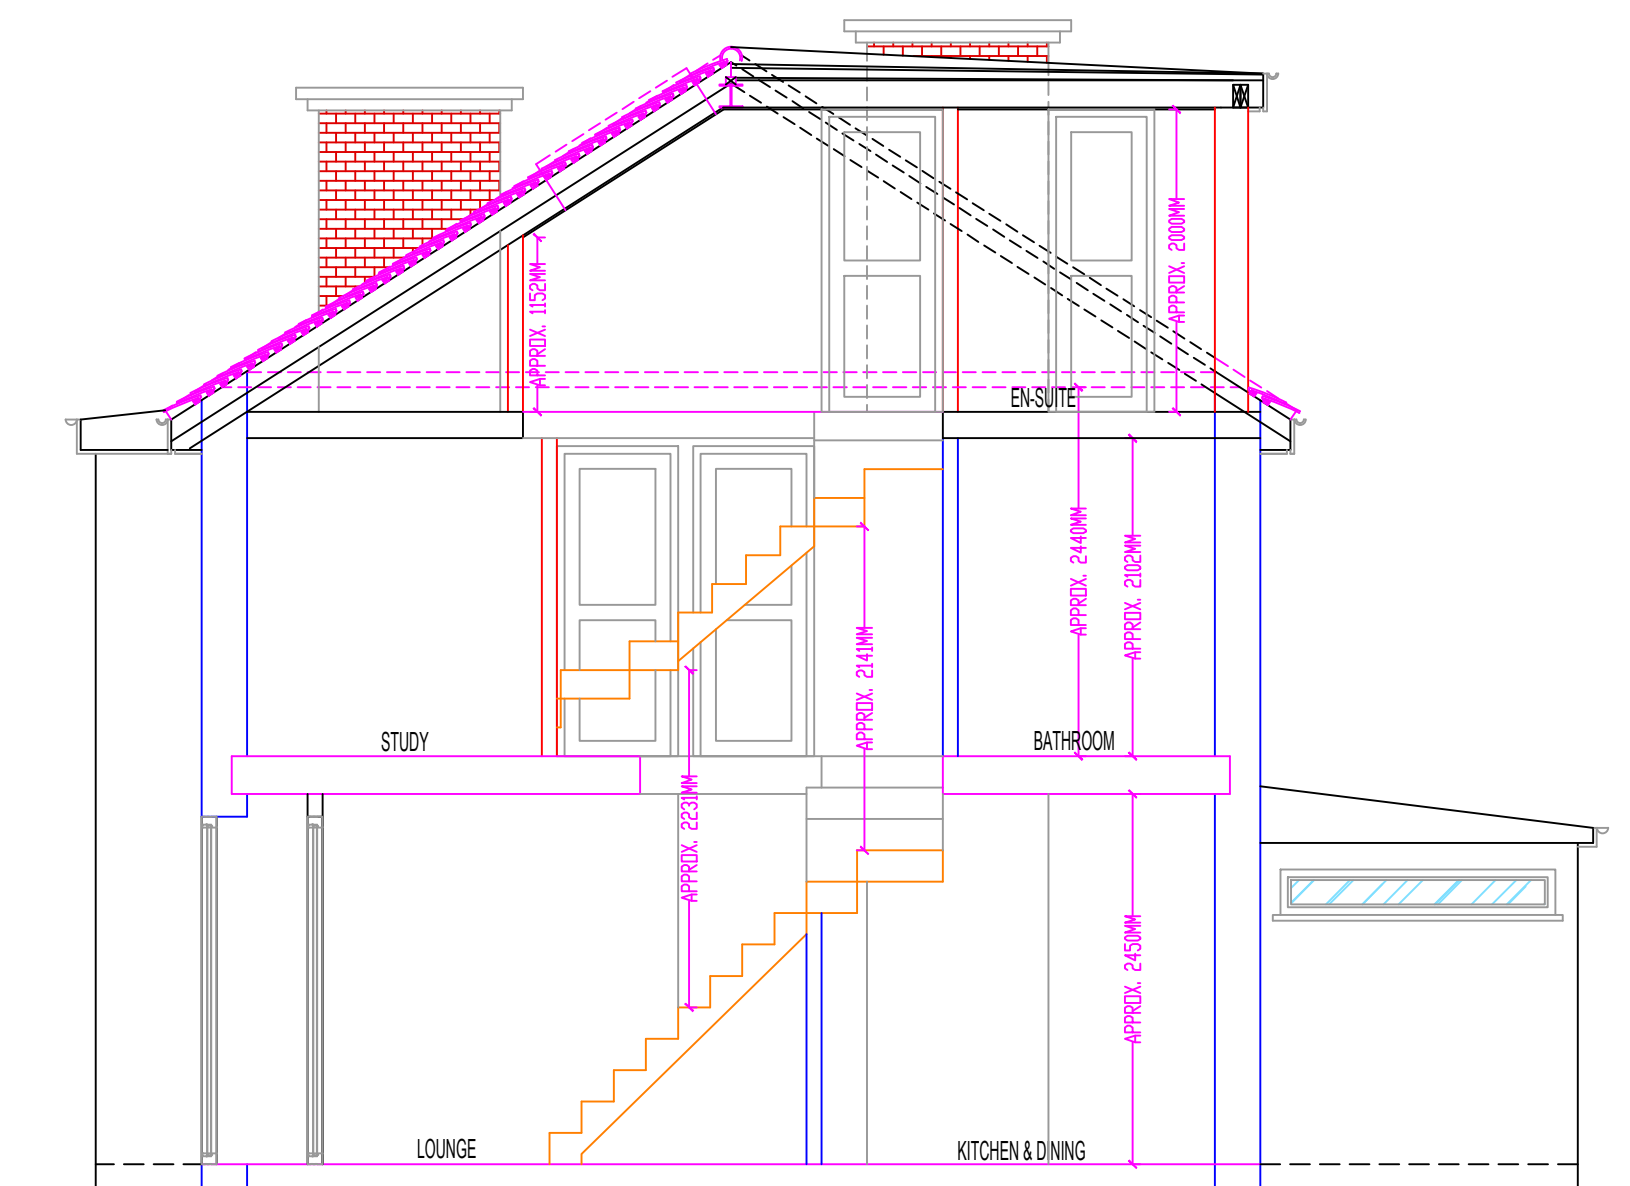 APPROX. 2000MM
APPROX. 1152MM
EN-SUITE
APPROX. 2440MM
APPROX. 2102MM
APPROX. 2141MM
STUDY
BATHROOM
APPROX. 2231MM
APPROX. 2450MM
LOUNGE
KITCHEN & DINING